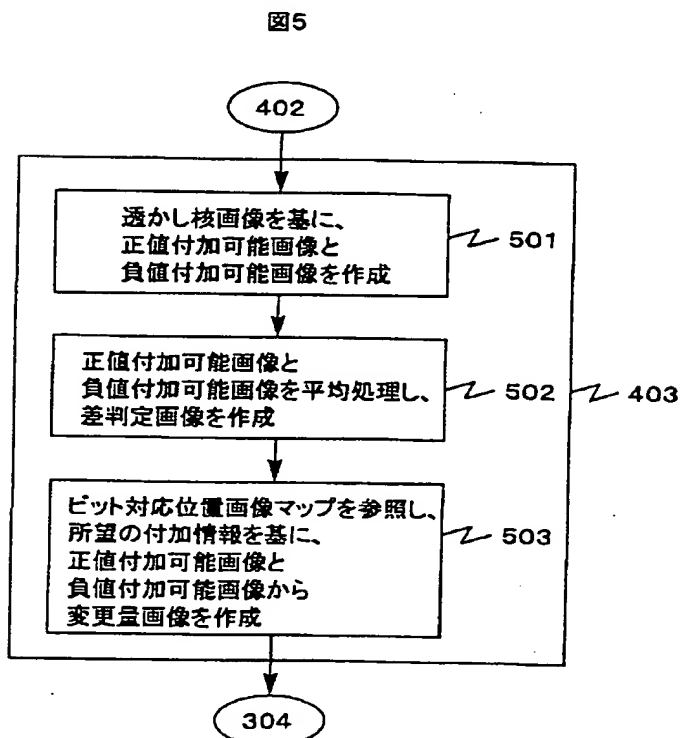 図5
402
透かし核画像を基に、
正値付加可能画像と
負値付加可能画像を作成
501
正値付加可能画像と
負値付加可能画像を平均処理し、
差判定画像を作成
502
403
ビット対応位置画像マップを参照し、
所望の付加情報を基に、
正値付加可能画像と
負値付加可能画像から
変更量画像を作成
503
304